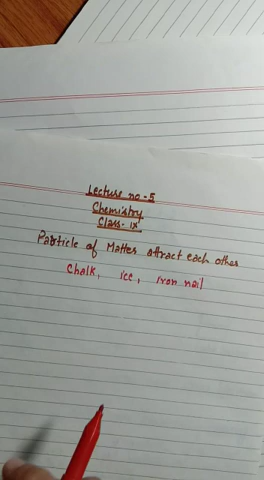 Lecture no-5
Chemistry
Class-IX
Particle of Matter attract each other
Chalk, ice, Iron nail